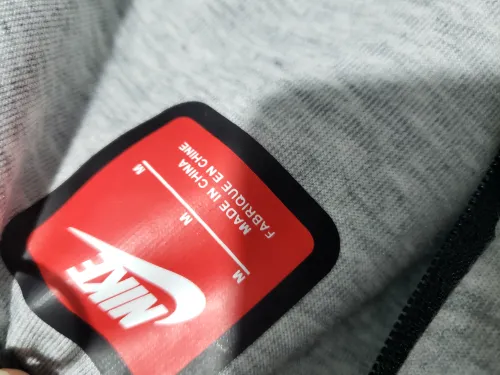 NIKE
M M M
MADE IN CHINA
FABRIQUE EN CHINE